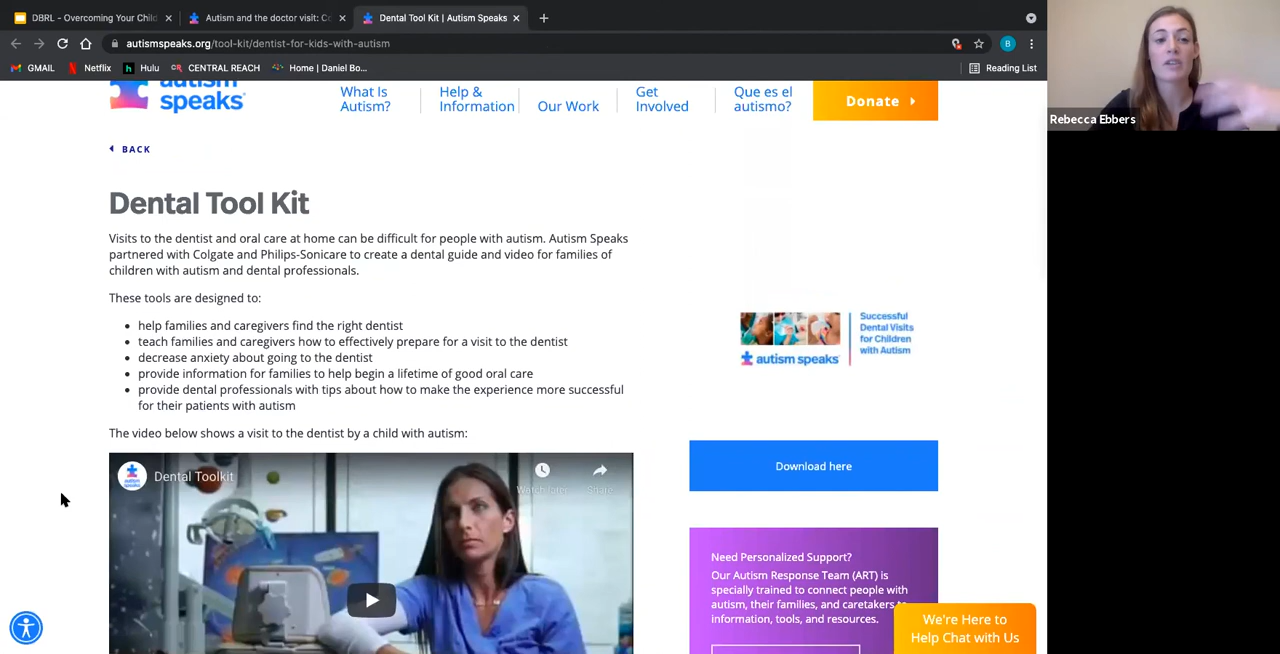 DBRL - Overcoming Your Child
Autism and the doctor visit: Co
Dental Tool Kit | Autism Speaks
autismspeaks.org/tool-kit/dentist-for-kids-with-autism
B
GMAIL
Netflix
h Hulu
CR CENTRAL REACH
Home | Daniel Bo...
Reading List
Rebecca Ebbers
autism
speaks
What Is
Autism?
Help &
Information
Our Work
Get
Involved
Que es el
autismo?
Donate
BACK
Dental Tool Kit
Visits to the dentist and oral care at home can be difficult for people with autism. Autism Speaks
partnered with Colgate and Philips-Sonicare to create a dental guide and video for families of
children with autism and dental professionals.
These tools are designed to:
help families and caregivers find the right dentist
teach families and caregivers how to effectively prepare for a visit to the dentist
decrease anxiety about going to the dentist
provide information for families to help begin a lifetime of good oral care
provide dental professionals with tips about how to make the experience more successful
for their patients with autism
The video below shows a visit to the dentist by a child with autism:
Dental Toolkit
Watch later
Share
autism speaks
Successful
Dental Visits
for Children
with Autism
Download here
Need Personalized Support?
Our Autism Response Team (ART) is
specially trained to connect people with
autism, their families, and caretakers to
information, tools, and resources.
We're Here to
Help Chat with Us